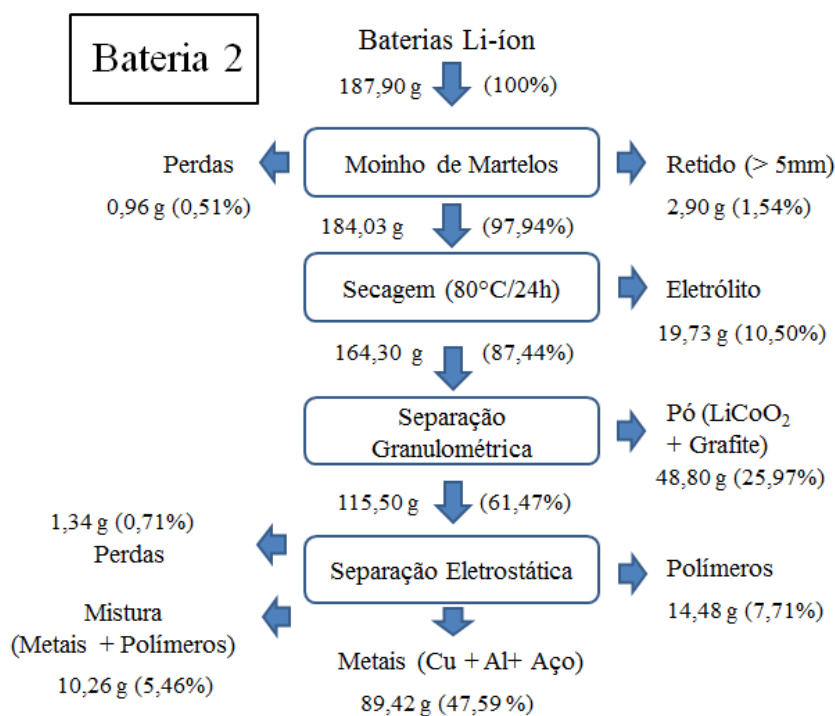 Bateria 2
Baterias Li-íon
187,90 g (100%)
Perdas
0,96 g (0,51%)
Moinho de Martelos
Retido (> 5mm)
2,90 g (1,54%)
184,03 g (97,94%)
Secagem (80°C/24h)
Eletrólito
19,73 g (10,50%)
164,30 g (87,44%)
Separação
Granulométrica
Pó (LiCoO₂
+ Grafite)
48,80 g (25,97%)
115,50 g (61,47%)
1,34 g (0,71%)
Perdas
Separação Eletrostática
Polímeros
14,48 g (7,71%)
Mistura
(Metais + Polímeros)
10,26 g (5,46%)
Metais (Cu + Al+ Aço)
89,42 g (47,59 %)